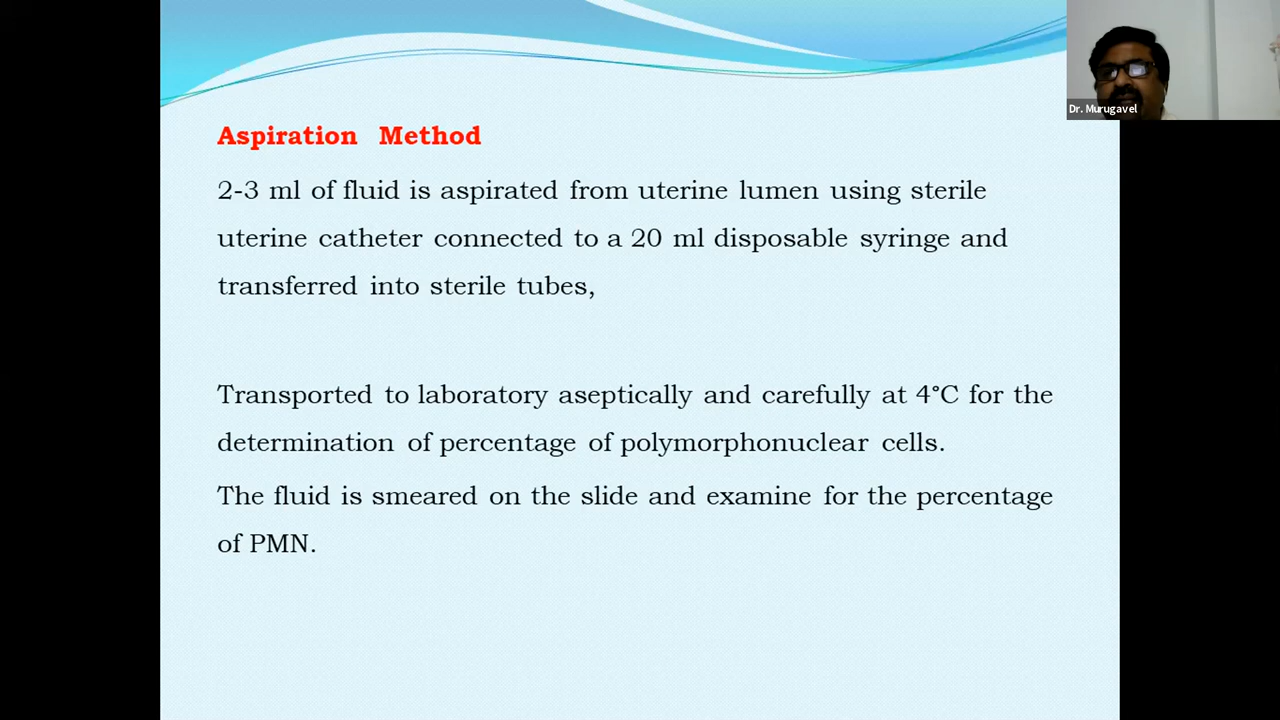 Dr. Murugavel
Aspiration Method
2-3 ml of fluid is aspirated from uterine lumen using sterile
uterine catheter connected to a 20 ml disposable syringe and
transferred into sterile tubes,
Transported to laboratory aseptically and carefully at 4°C for the
determination of percentage of polymorphonuclear cells.
The fluid is smeared on the slide and examine for the percentage
of PMN.